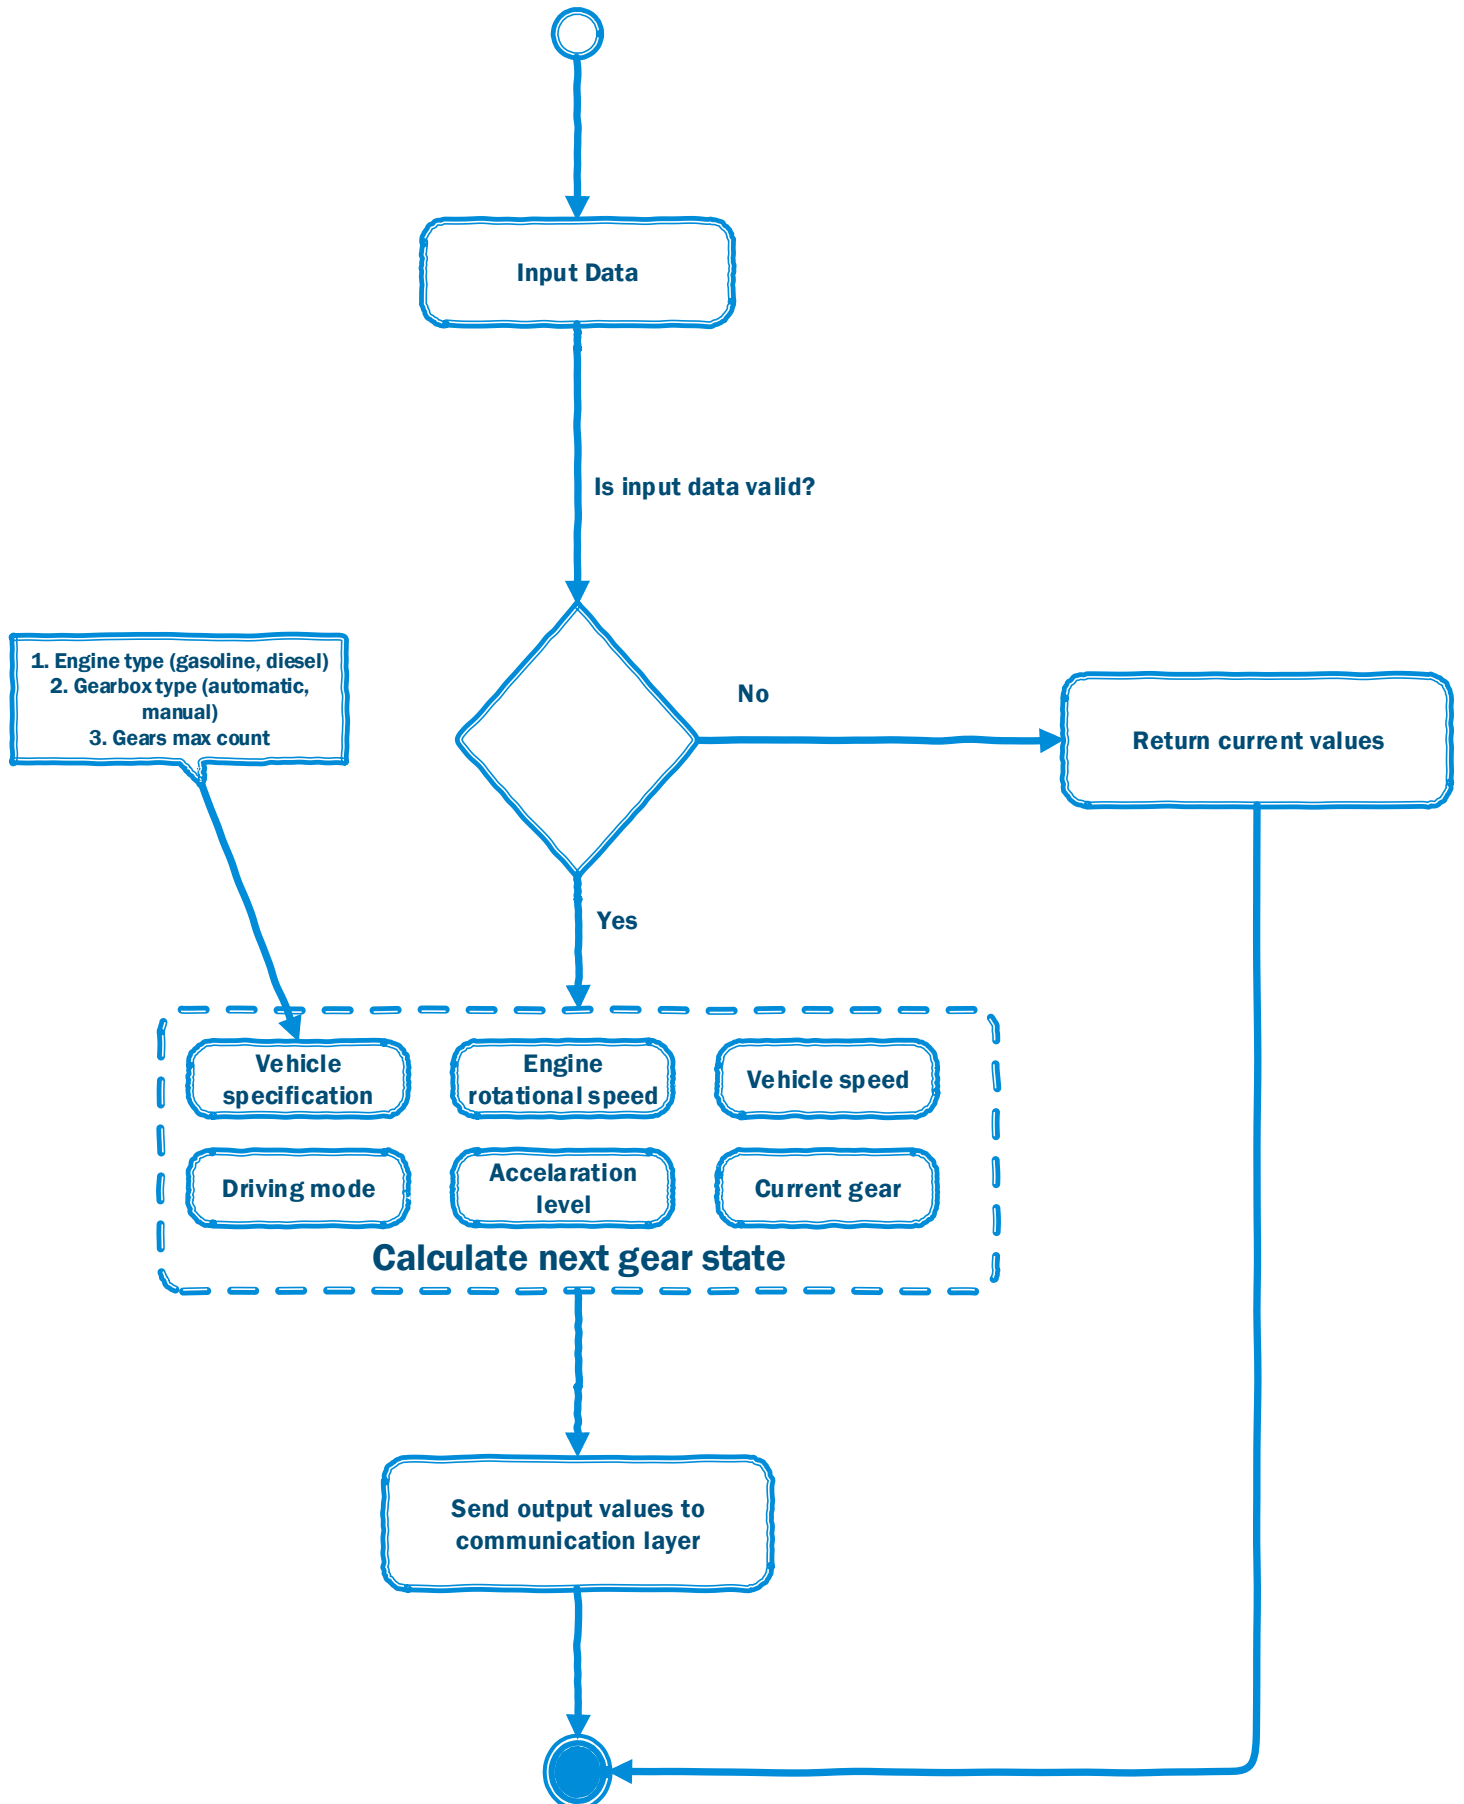 Input Data
Is input data valid?
1. Engine type (gasoline, diesel)
2. Gearbox type (automatic,
manual)
3. Gears max count
No
Return current values
Yes
Vehicle
specification
Engine
rotational speed
Vehicle speed
Driving mode
Accelaration
level
Current gear
Calculate next gear state
Send output values to
communication layer